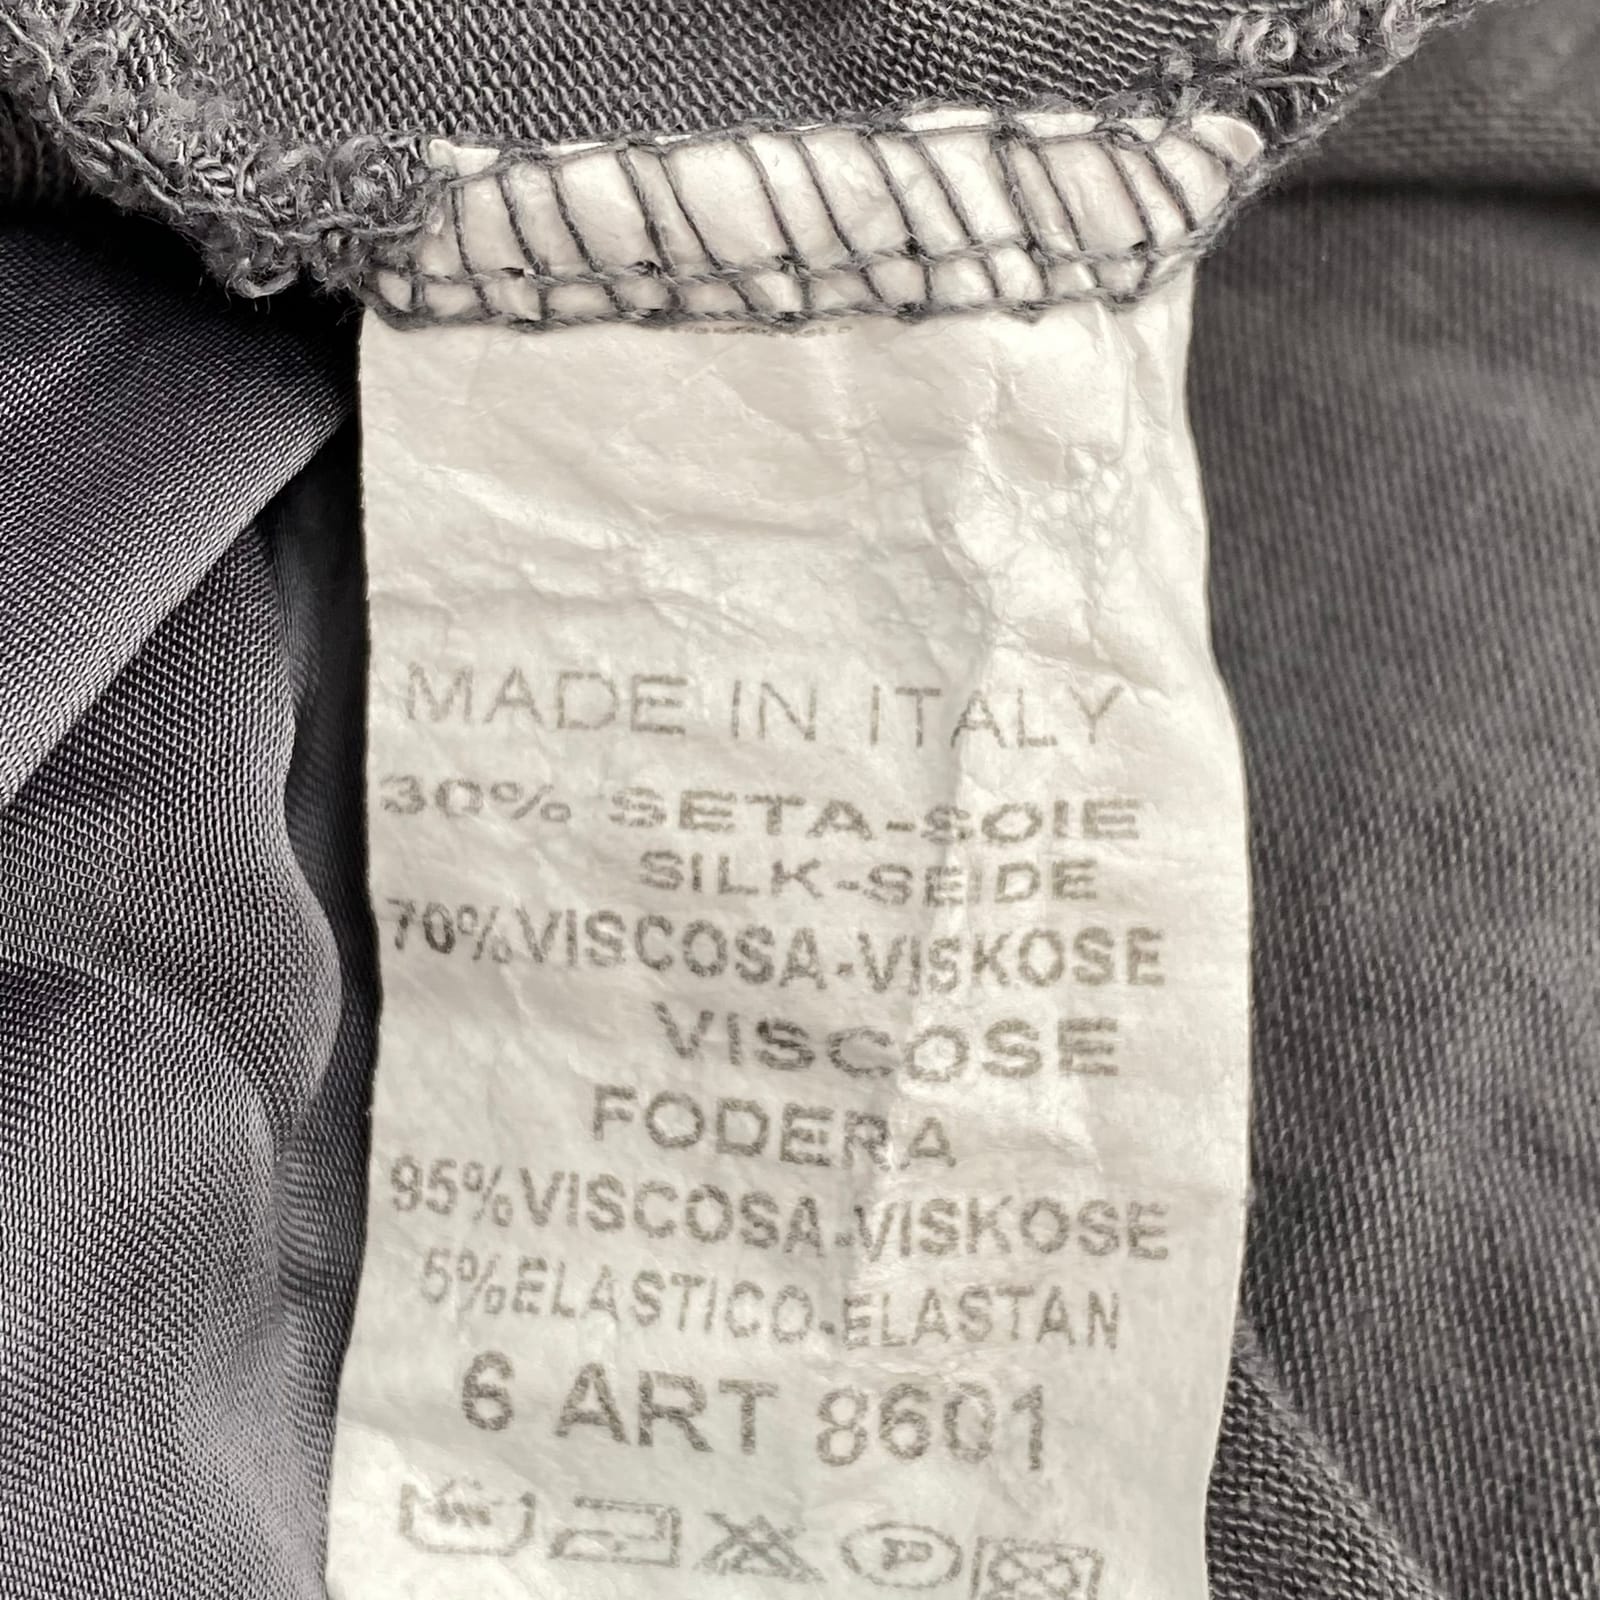 MADE IN ITALY
30% SETA-SOIE
SILK-SEIDE
70%VISCOSA-VISKOSE
VISCOSE
FODERA
95%VISCOSA-VISKOSE
5%ELASTICO-ELASTAN
6 ART 8601
P